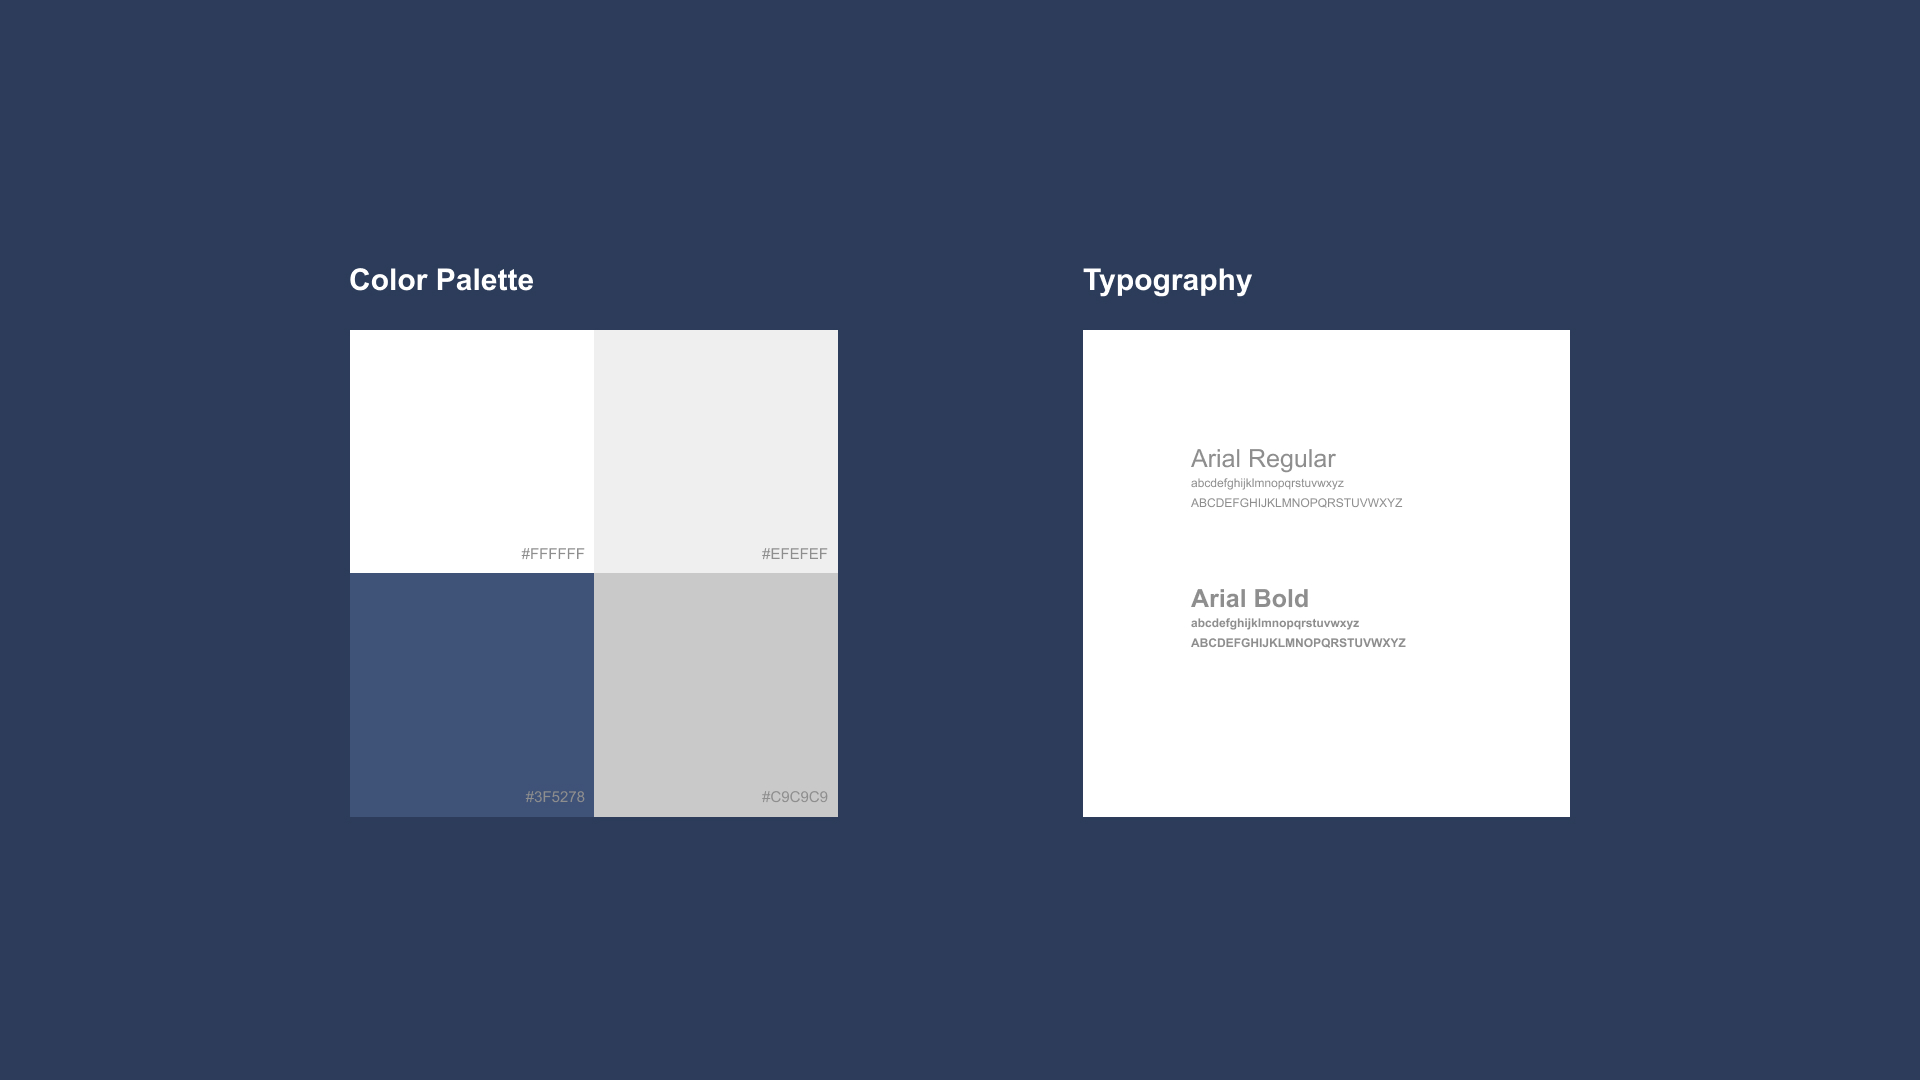 Color Palette
#FFFFFF
#EFEFEF
#3F5278
#C9C9C9
Typography
Arial Regular
abcdefghijklmnopqrstuvwxyz
ABCDEFGHIJKLMNOPQRSTUVWXYZ
Arial Bold
abcdefghijklmnopqrstuvwxyz
ABCDEFGHIJKLMNOPQRSTUVWXYZ